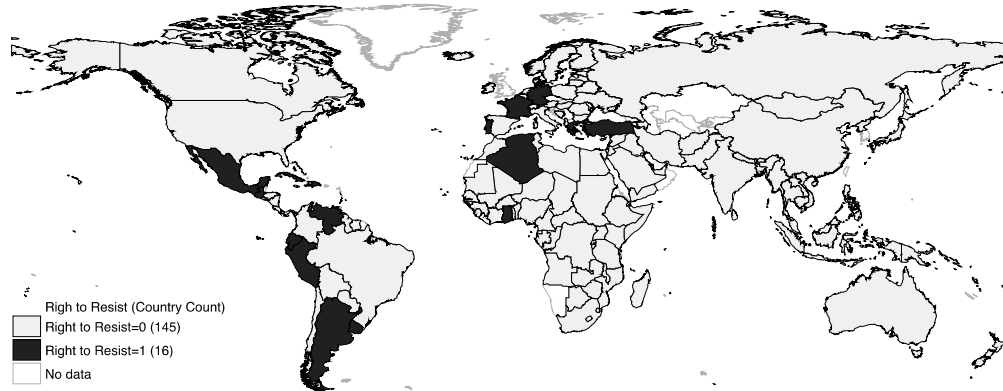 Righ to Resist (Country Count)
Right to Resist=0 (145)
Right to Resist=1 (16)
No data